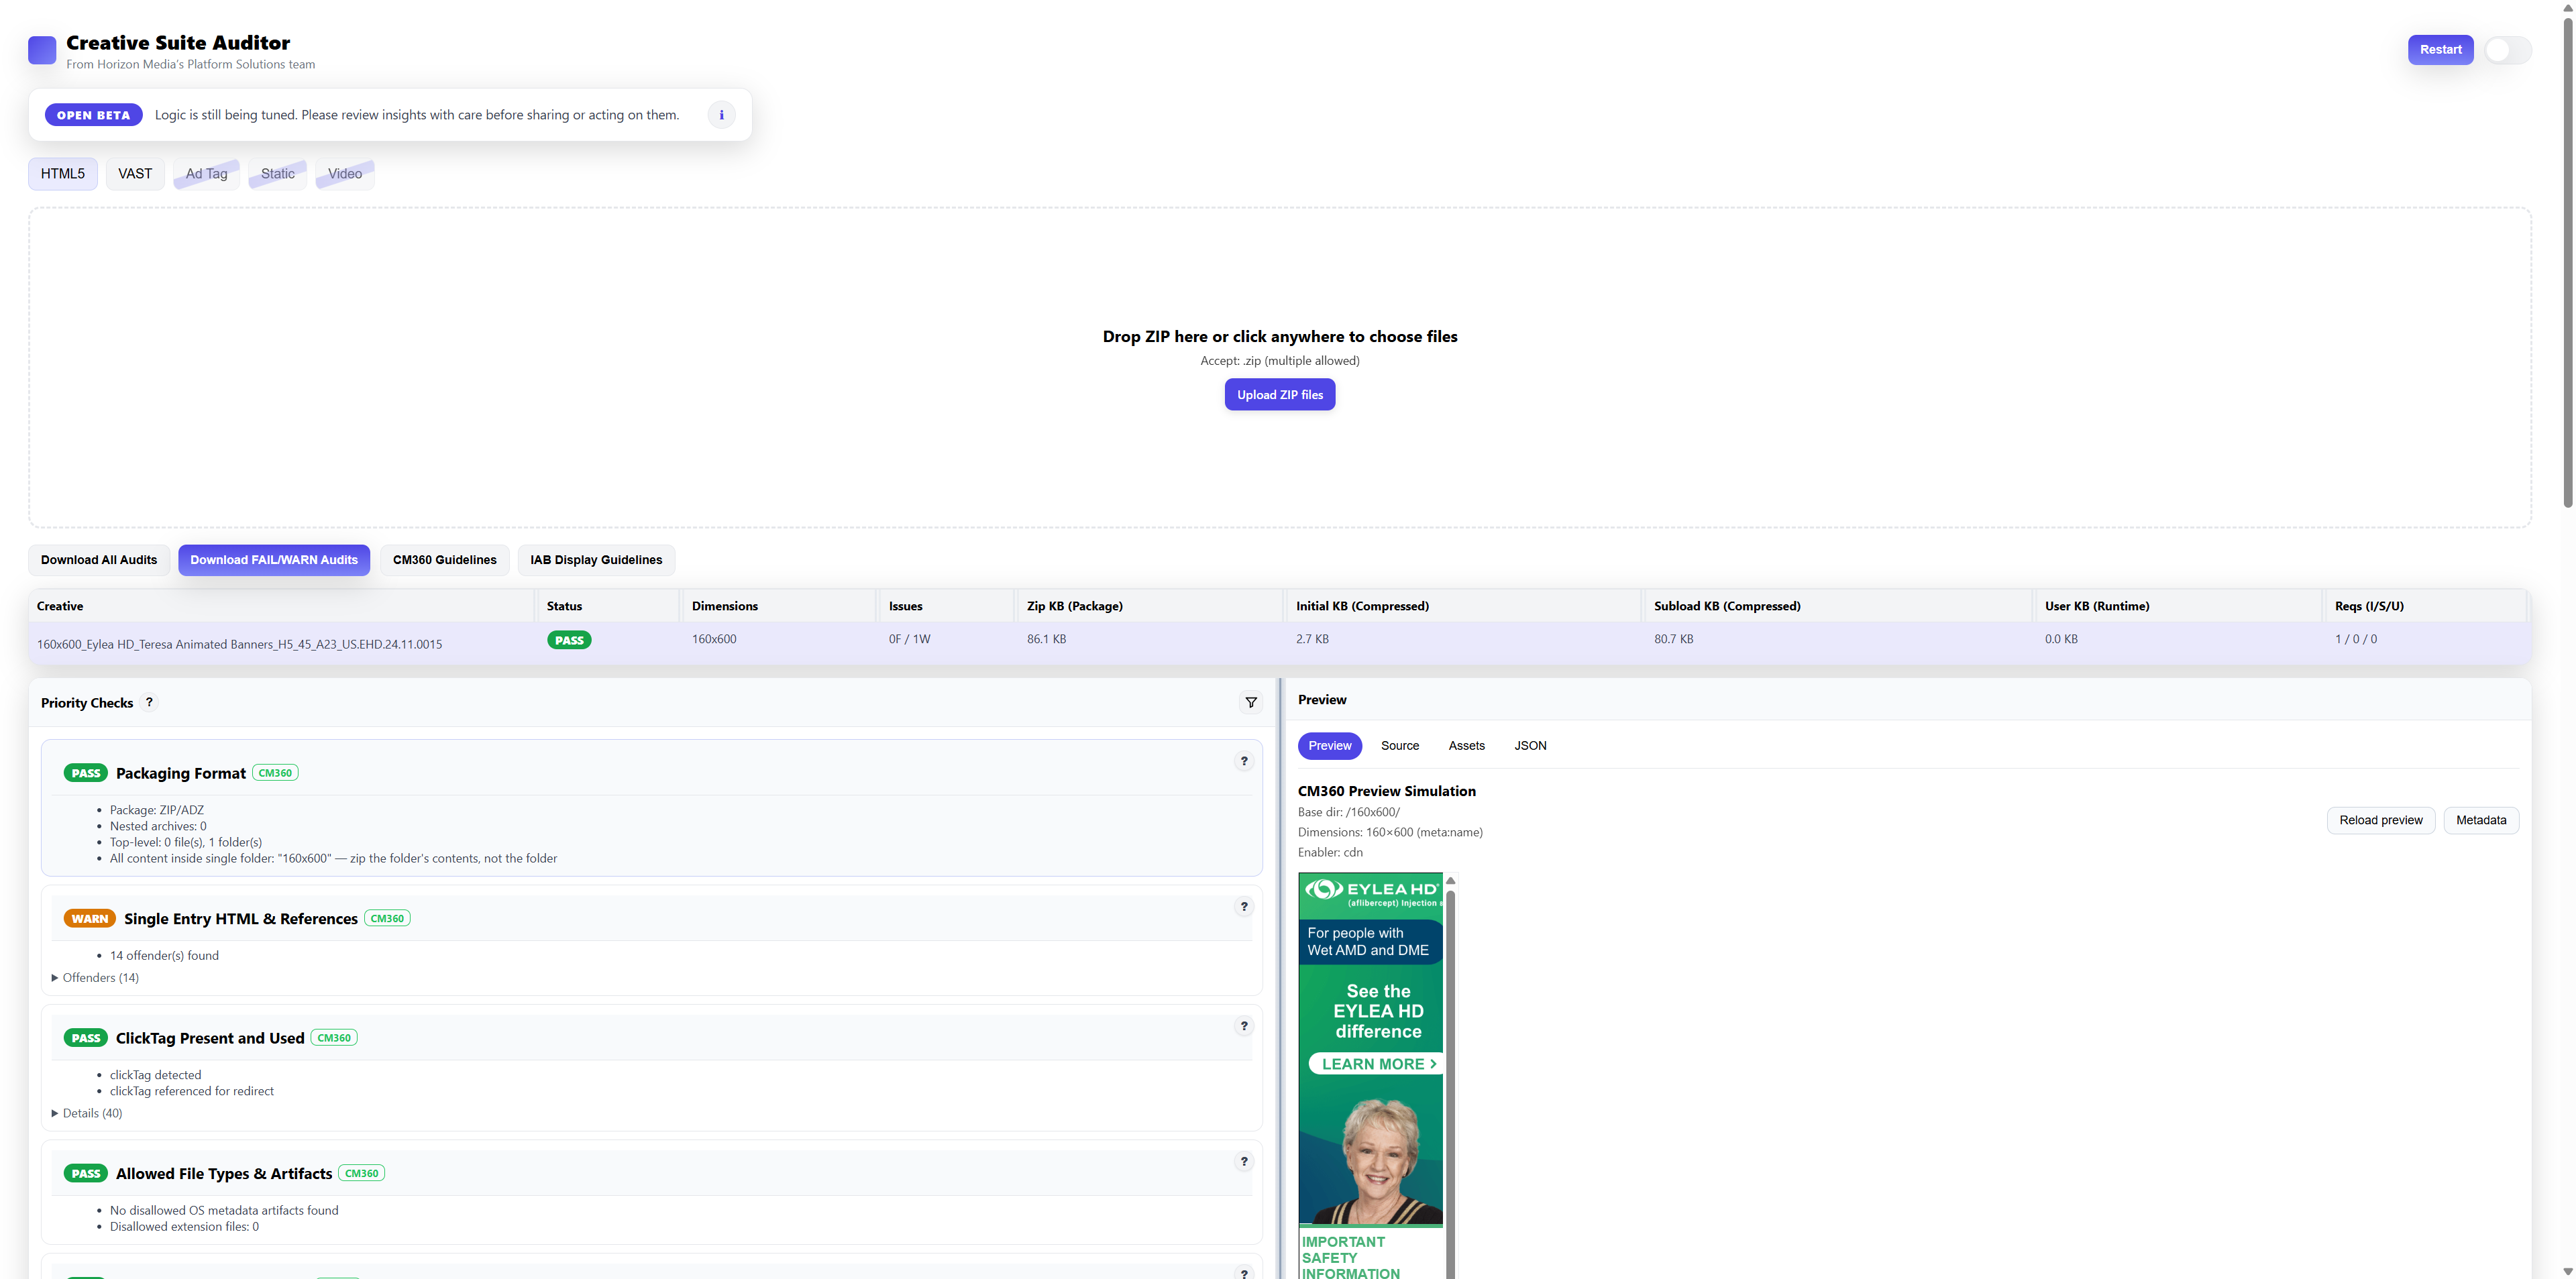 Creative Suite Auditor
From Horizon Media's Platform Solutions team
Restart
OPEN BETA Logic is still being tuned. Please review insights with care before sharing or acting on them. i
HTML5 VAST Ad Tag Static Video
Drop ZIP here or click anywhere to choose files
Accept: .zip (multiple allowed)
Upload ZIP files
Download All Audits Download FAIL/WARN Audits CM360 Guidelines IAB Display Guidelines
Creative Status Dimensions Issues Zip KB (Package) Initial KB (Compressed) Subload KB (Compressed) User KB (Runtime) Reqs (I/S/U)
160x600_Eylea HD_Teresa Animated Banners_H5_45_A23_US.EHD.24.11.0015 PASS 160x600 0F / 1W 86.1 KB 2.7 KB 80.7 KB 0.0 KB 1 / 0 / 0
Priority Checks ?
PASS Packaging Format CM360 ?
• Package: ZIP/ADZ
• Nested archives: 0
• Top-level: 0 file(s), 1 folder(s)
• All content inside single folder: "160x600" — zip the folder's contents, not the folder
WARN Single Entry HTML & References CM360 ?
• 14 offender(s) found
▶ Offenders (14)
PASS ClickTag Present and Used CM360 ?
• clickTag detected
• clickTag referenced for redirect
▶ Details (40)
PASS Allowed File Types & Artifacts CM360 ?
• No disallowed OS metadata artifacts found
• Disallowed extension files: 0
?
Preview
Preview Source Assets JSON
CM360 Preview Simulation
Base dir: /160x600/
Dimensions: 160×600 (meta:name)
Enabler: cdn
Reload preview Metadata
EYLEA HD
(aflibercept) Injection
For people with
Wet AMD and DME
See the
EYLEA HD
difference
LEARN MORE >
IMPORTANT
SAFETY
INFORMATION